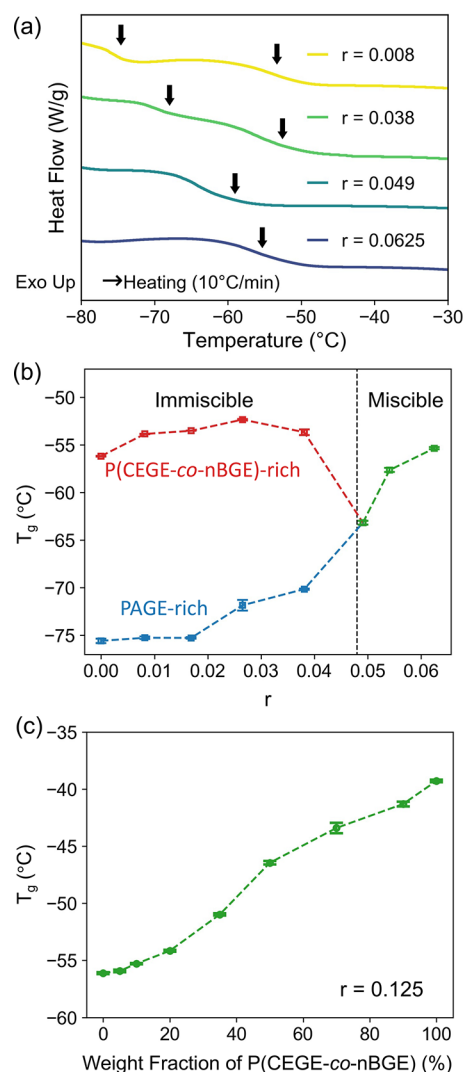 (a)
Heat Flow (W/g)
r = 0.008
r = 0.038
r = 0.049
r = 0.0625
Exo Up
→Heating (10°C/min)
−80 −70 −60 −50 −40 −30
Temperature (°C)
(b)
Immiscible Miscible
−50
−55
−60
−65
−70
−75
Tg (°C)
P(CEGE-co-nBGE)-rich
PAGE-rich
0.00 0.01 0.02 0.03 0.04 0.05 0.06
r
(c)
−35
−40
−45
−50
−55
−60
Tg (°C)
r = 0.125
0 20 40 60 80 100
Weight Fraction of P(CEGE-co-nBGE) (%)